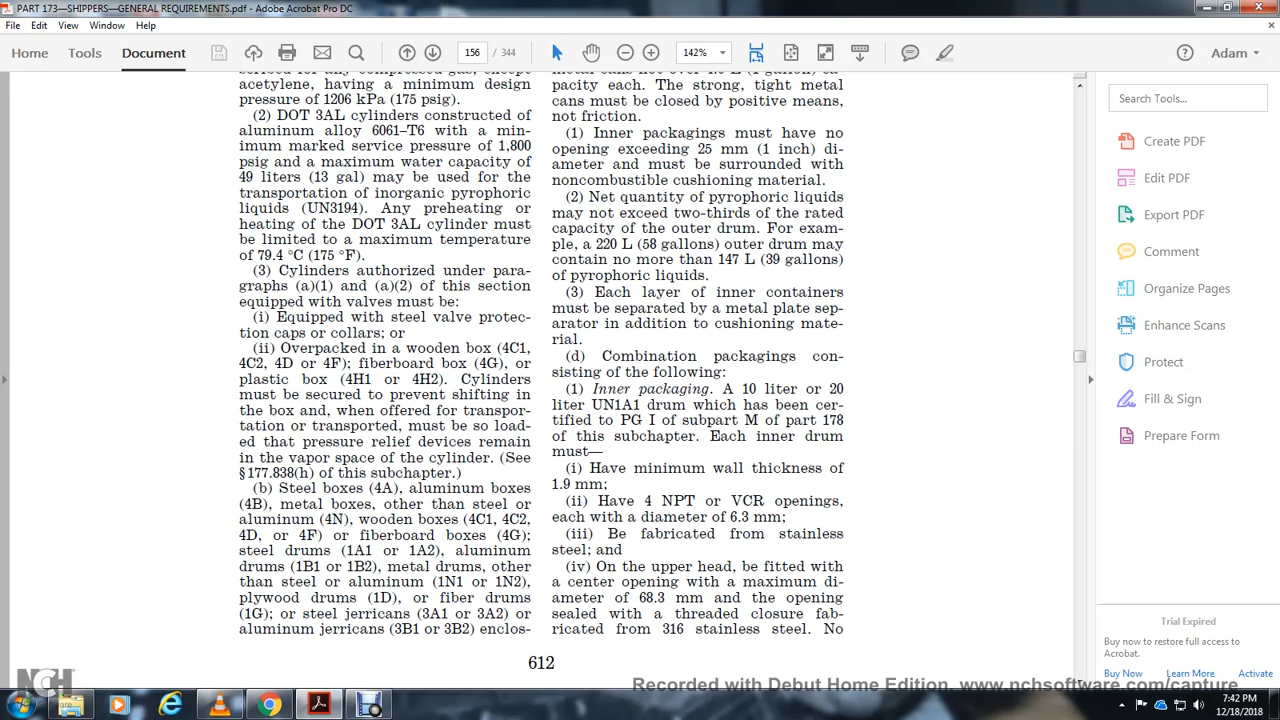 PART 173—SHIPPERS—GENERAL REQUIREMENTS.pdf - Adobe Acrobat Pro DC
File Edit View Window Help
Home Tools Document 156 / 344 142% Adam
acetylene, having a minimum design
pressure of 1206 kPa (175 psig).
(2) DOT 3AL cylinders constructed of
aluminum alloy 6061–T6 with a min-
imum marked service pressure of 1,800
psig and a maximum water capacity of
49 liters (13 gal) may be used for the
transportation of inorganic pyrophoric
liquids (UN3194). Any preheating or
heating of the DOT 3AL cylinder must
be limited to a maximum temperature
of 79.4 °C (175 °F).
(3) Cylinders authorized under para-
graphs (a)(1) and (a)(2) of this section
equipped with valves must be:
(i) Equipped with steel valve protec-
tion caps or collars; or
(ii) Overpacked in a wooden box (4C1,
4C2, 4D or 4F); fiberboard box (4G), or
plastic box (4H1 or 4H2). Cylinders
must be secured to prevent shifting in
the box and, when offered for transpor-
tation or transported, must be so load-
ed that pressure relief devices remain
in the vapor space of the cylinder. (See
§177.838(h) of this subchapter.)
(b) Steel boxes (4A), aluminum boxes
(4B), metal boxes, other than steel or
aluminum (4N), wooden boxes (4C1, 4C2,
4D, or 4F) or fiberboard boxes (4G);
steel drums (1A1 or 1A2), aluminum
drums (1B1 or 1B2), metal drums, other
than steel or aluminum (1N1 or 1N2),
plywood drums (1D), or fiber drums
(1G); or steel jerricans (3A1 or 3A2) or
aluminum jerricans (3B1 or 3B2) enclos-
pacity each. The strong, tight metal
cans must be closed by positive means,
not friction.
(1) Inner packagings must have no
opening exceeding 25 mm (1 inch) di-
ameter and must be surrounded with
noncombustible cushioning material.
(2) Net quantity of pyrophoric liquids
may not exceed two-thirds of the rated
capacity of the outer drum. For exam-
ple, a 220 L (58 gallons) outer drum may
contain no more than 147 L (39 gallons)
of pyrophoric liquids.
(3) Each layer of inner containers
must be separated by a metal plate sep-
arator in addition to cushioning mate-
rial.
(d) Combination packagings con-
sisting of the following:
(1) Inner packaging. A 10 liter or 20
liter UN1A1 drum which has been cer-
tified to PG I of subpart M of part 178
of this subchapter. Each inner drum
must—
(i) Have minimum wall thickness of
1.9 mm;
(ii) Have 4 NPT or VCR openings,
each with a diameter of 6.3 mm;
(iii) Be fabricated from stainless
steel; and
(iv) On the upper head, be fitted with
a center opening with a maximum di-
ameter of 68.3 mm and the opening
sealed with a threaded closure fab-
ricated from 316 stainless steel. No
612
Search Tools...
Create PDF
Edit PDF
Export PDF
Comment
Organize Pages
Enhance Scans
Protect
Fill & Sign
Prepare Form
Trial Expired
Buy now to restore full access to
Acrobat.
Buy Now Learn More Activate
NCH
Recorded with Debut Home Edition. www.nchsoftware.com/capture
7:42 PM
12/18/2018